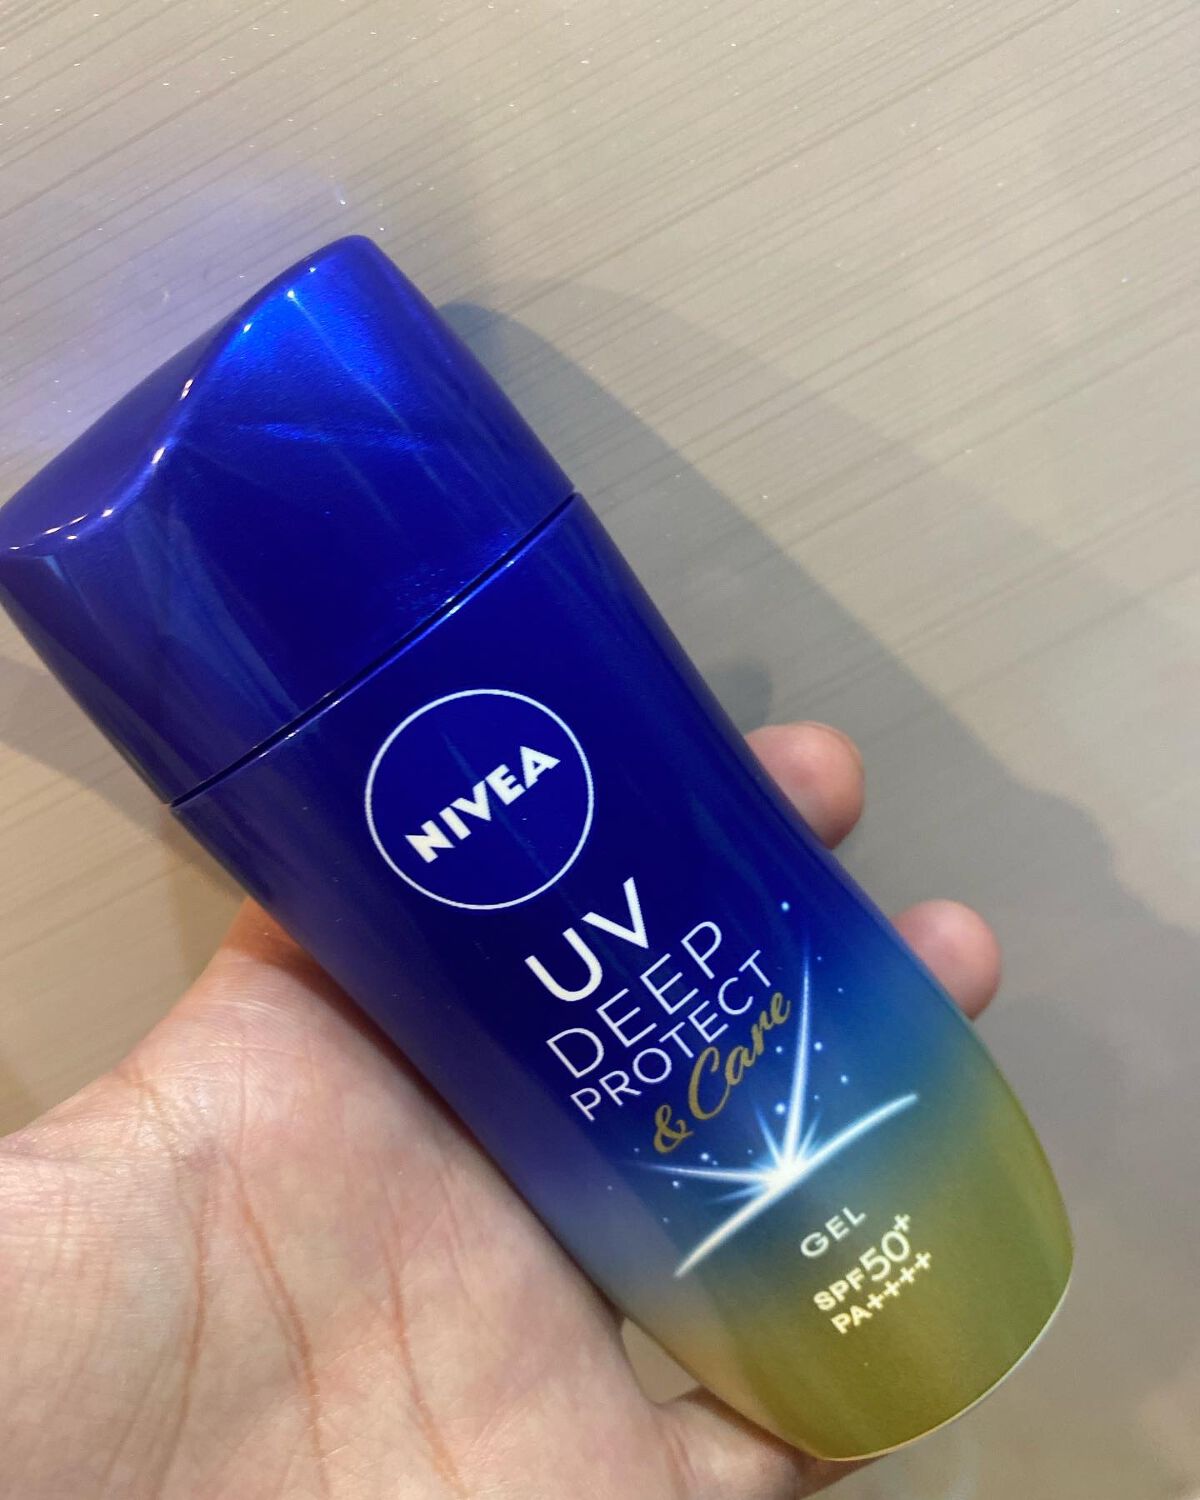 NIVEA
UV
DEEP
PROTECT
& Care
GEL
SPF50+
PA++++